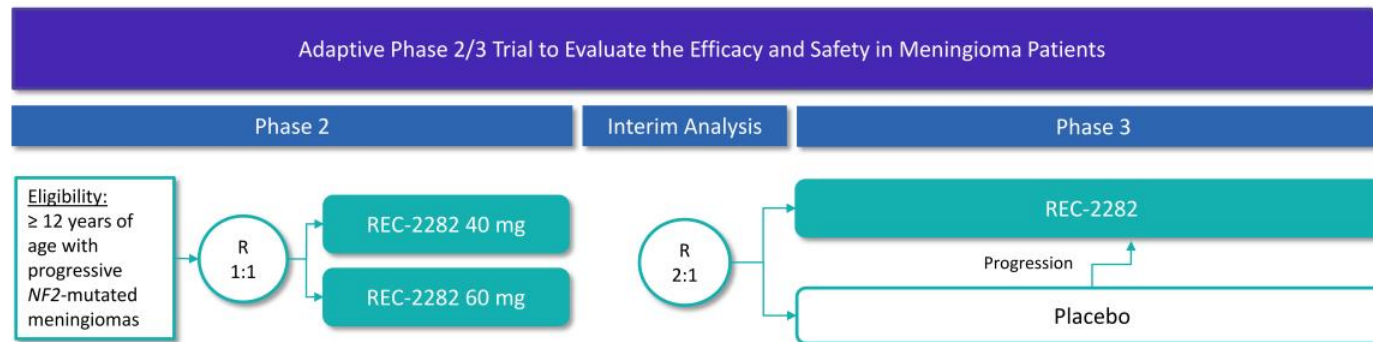 Adaptive Phase 2/3 Trial to Evaluate the Efficacy and Safety in Meningioma Patients
Phase 2
Interim Analysis
Phase 3
Eligibility:
≥ 12 years of
age with
progressive
NF2-mutated
meningiomas
R
1:1
REC-2282 40 mg
REC-2282 60 mg
R
2:1
REC-2282
Progression
Placebo